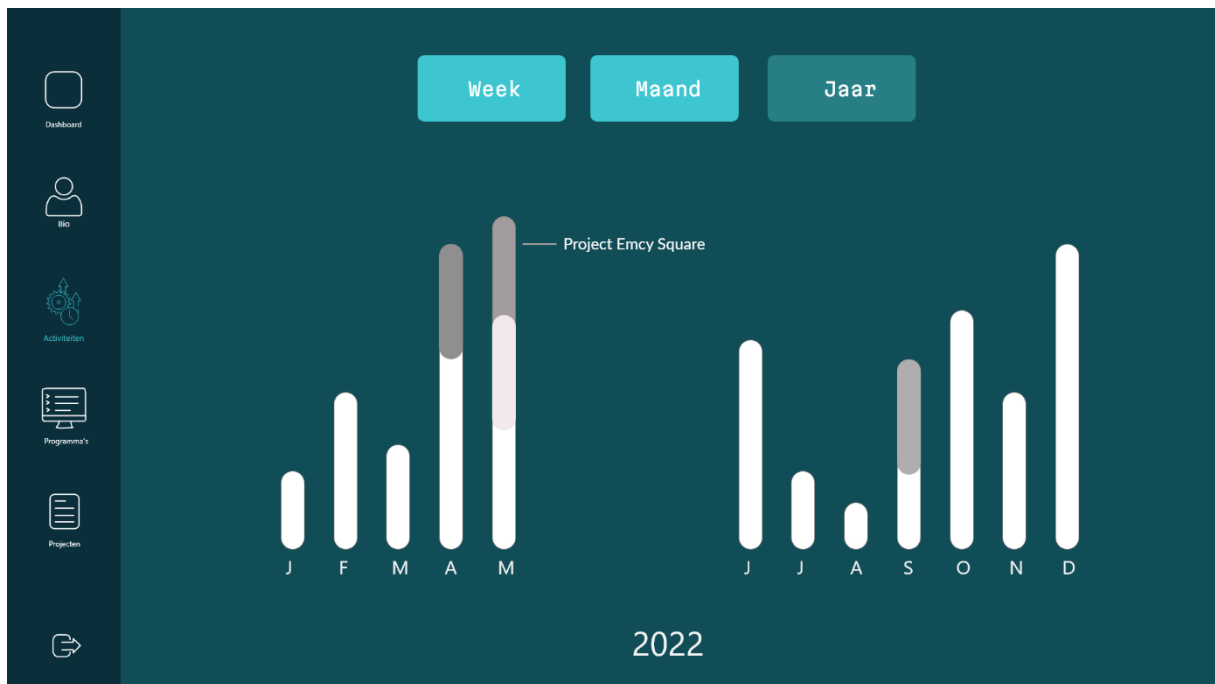 Week
Maand
Jaar
Dashboard
Bio
Activiteiten
Programma's
Projecten
Project Emcy Square
J F M A M J J A S O N D
2022